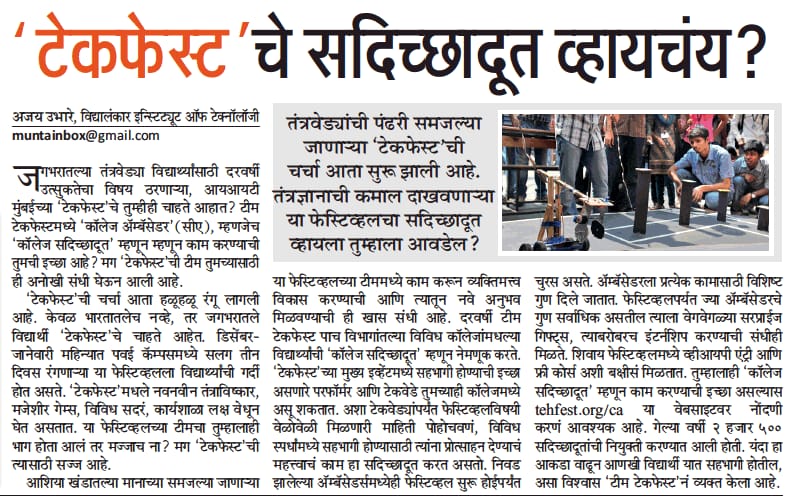 ‘टेकफेस्ट’चे सदिच्छादूत व्हायचंय?
अजय उभारे, विद्यालंकार इन्स्टिट्यूट ऑफ टेक्नॉलॉजी
muntainbox@gmail.com
जगभरातल्या तंत्रवेड्या विद्यार्थ्यांसाठी दरवर्षी
उत्सुकतेचा विषय ठरणाऱ्या, आयआयटी
मुंबईच्या ‘टेकफेस्ट’चे तुम्हीही चाहते आहात? टीम
टेकफेस्टमध्ये ‘कॉलेज अ‍ॅम्बॅसेडर’(सीए), म्हणजेच
‘कॉलेज सदिच्छादूत’ म्हणून म्हणून काम करण्याची
तुमची इच्छा आहे? मग ‘टेकफेस्ट’ची टीम तुमच्यासाठी
ही अनोखी संधी घेऊन आली आहे.
‘टेकफेस्ट’ची चर्चा आता हळूहळू रंगू लागली
आहे. केवळ भारतातलेच नव्हे, तर जगभरातले
विद्यार्थी ‘टेकफेस्ट’चे चाहते आहेत. डिसेंबर-
जानेवारी महिन्यात पवई कॅम्पसमध्ये सलग तीन
दिवस रंगणाऱ्या या फेस्टिव्हलला विद्यार्थ्यांची गर्दी
होत असते. ‘टेकफेस्ट’मधले नवनवीन तंत्राविष्कार,
मजेशीर गेम्स, विविध सदरं, कार्यशाळा लक्ष वेधून
घेत असतात. या फेस्टिव्हलच्या टीमचा तुम्हालाही
भाग होता आलं तर मज्जाच ना? मग ‘टेकफेस्ट’ची
त्यासाठी सज्ज आहे.
आशिया खंडातल्या मानाच्या समजल्या जाणाऱ्या
तंत्रवेड्यांची पंढरी समजल्या
जाणाऱ्या ‘टेकफेस्ट’ची
चर्चा आता सुरू झाली आहे.
तंत्रज्ञानाची कमाल दाखवणाऱ्या
या फेस्टिव्हलचा सदिच्छादूत
व्हायला तुम्हाला आवडेल?
या फेस्टिव्हलच्या टीममध्ये काम करून व्यक्तिमत्त्व
विकास करण्याची आणि त्यातून नवे अनुभव
मिळवण्याची ही खास संधी आहे. दरवर्षी टीम
टेकफेस्ट पाच विभागांतल्या विविध कॉलेजांमधल्या
विद्यार्थ्यांची ‘कॉलेज सदिच्छादूत’ म्हणून नेमणूक करते.
‘टेकफेस्ट’च्या मुख्य इव्हेंटमध्ये सहभागी होण्याची इच्छा
असणारे परफॉर्मर आणि टेकवेडे तुमच्याही कॉलेजमध्ये
असू शकतात. अशा टेकवेड्यांपर्यंत फेस्टिव्हलविषयी
वेळोवेळी मिळणारी माहिती पोहोचवणं, विविध
स्पर्धांमध्ये सहभागी होण्यासाठी त्यांना प्रोत्साहन देण्याचं
महत्त्वाचं काम हा सदिच्छादूत करत असतो. निवड
झालेल्या अ‍ॅम्बॅसेडर्समध्येही फेस्टिव्हल सुरू होईपर्यंत
चुरस असते. अ‍ॅम्बॅसेडरला प्रत्येक कामासाठी विशिष्ट
गुण दिले जातात. फेस्टिव्हलपर्यंत ज्या अ‍ॅम्बॅसेडरचे
गुण सर्वाधिक असतील त्याला वेगवेगळ्या सरप्राईज
गिफ्ट्स, त्याबरोबरच इंटर्नशिप करण्याची संधीही
मिळते. शिवाय फेस्टिव्हलमध्ये व्हीआयपी एंट्री आणि
फ्री कोर्स अशी बक्षीसं मिळतात. तुम्हालाही ‘कॉलेज
सदिच्छादूत’ म्हणून काम करण्याची इच्छा असल्यास
tehfest.org/ca या वेबसाइटवर नोंदणी
करणं आवश्यक आहे. गेल्या वर्षी २ हजार ५००
सदिच्छादूतांची नियुक्ती करण्यात आली होती. यंदा हा
आकडा वाढून आणखी विद्यार्थी यात सहभागी होतील,
असा विश्वास ‘टीम टेकफेस्ट’नं व्यक्त केला आहे.